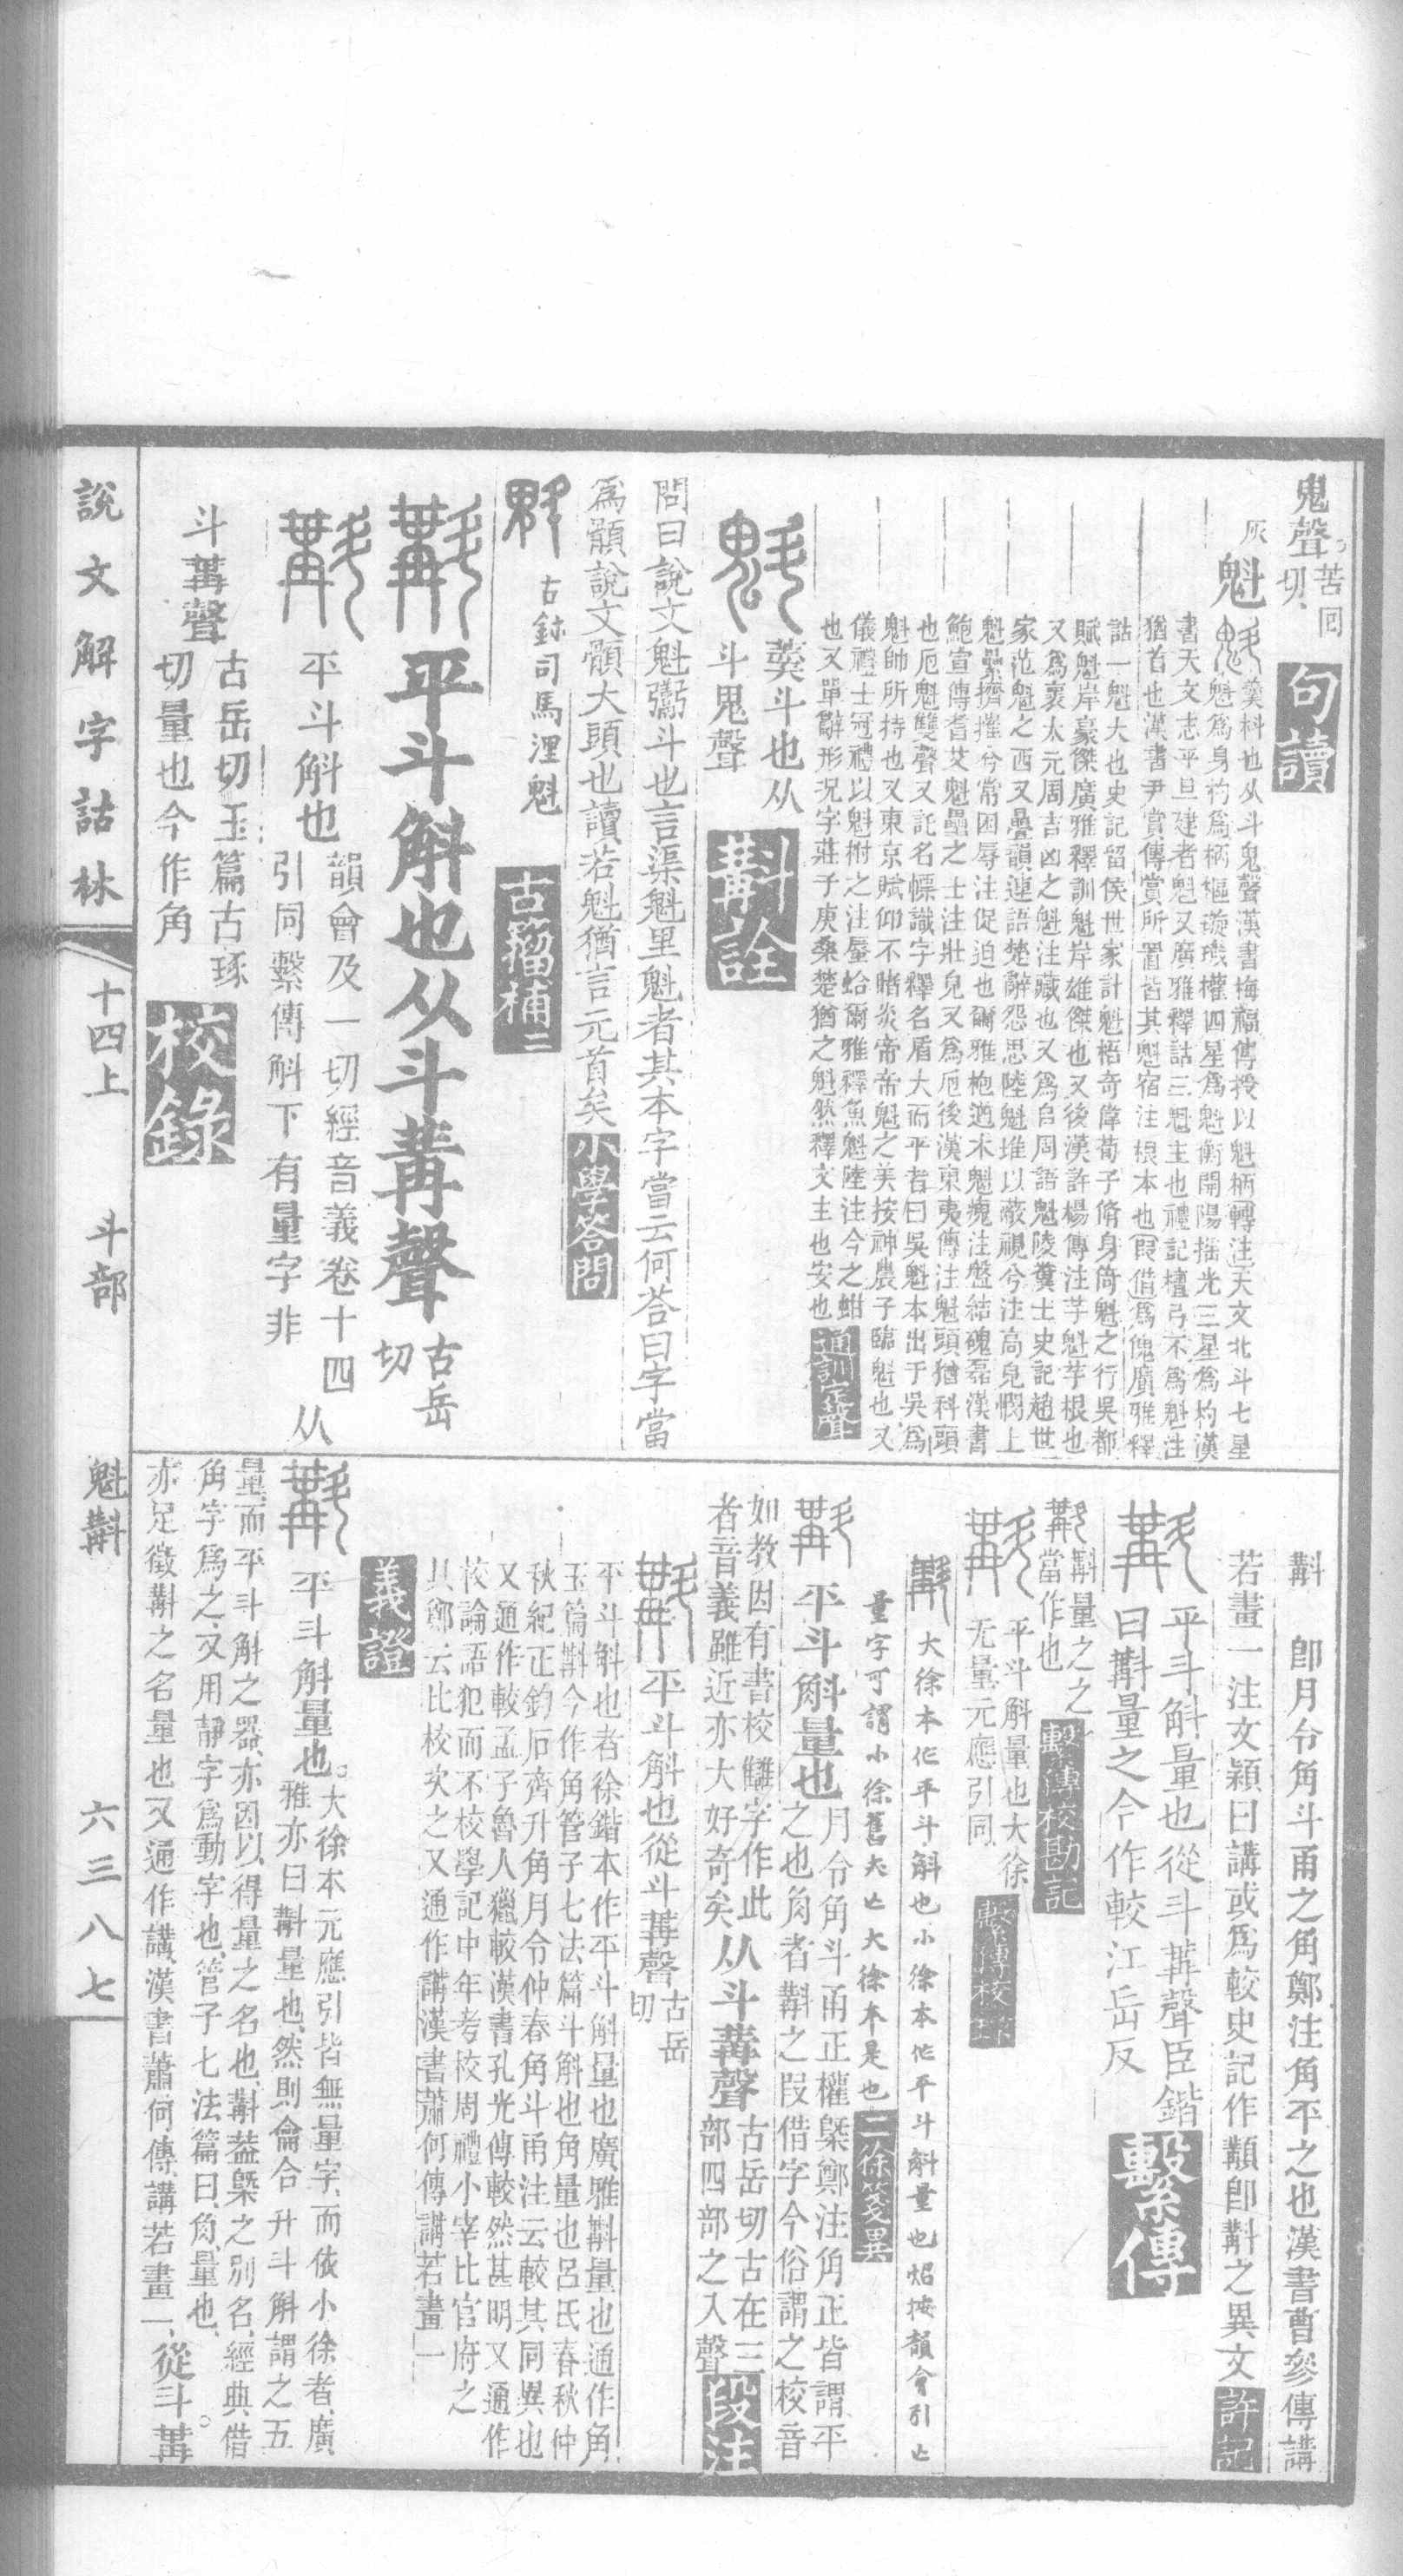 鬼聲。苦回切、
句讀
魁
灰
羹枓也从斗鬼聲漢書梅福傳授以魁柄轉注天文北斗七星
魁爲身杓爲柄樞璇璣權四星爲魁衡開陽搖光三星爲杓漢
書天文志平旦建者魁又廣雅釋詁三魁主也禮記檀弓不爲魁注
猶首也漢書尹賞傳賞所置皆其魁宿注根本也叚借爲傀廣雅釋
詁一魁大也史記留侯世家計魁梧奇偉荀子脩身倚魁之行吳都
賦魁岸豪傑廣雅釋訓魁岸雄傑也又後漢許楊傳注芋魁芋根也
又爲褱太元周吉凶之魁注藏也又爲𠂤周語魁陵糞土史記趙世
家范魁之西又疊韻連語楚辭怨思陸魁堆以蔽視兮注高皃憫上
魁纍擠摧兮常困辱注促迫也爾雅枹遒木魁瘣注盤結磈磊漢書
鮑宣傳耆艾魁壘之士注壯皃又爲卮後漢東夷傳注魁頭猶科頭
也卮魁雙聲又託名幖識字釋名盾大而平者曰吳魁本出于吳爲
魁帥所持也又東京賦仰不睹炎帝帝魁之美按神農子臨魁也又
儀禮士冠禮以魁柎之注蜃蛤爾雅釋魚魁陸注今之蚶
也又單辭形況字莊子庚桑楚猶之魁然釋文主也安也
通訓定聲
羹斗也从
斗鬼聲
斠詮
問曰說文魁𩱧斗也言渠魁里魁者其本字當云何荅曰字當
爲顝說文顝大頭也讀若魁猶言元首矣
小學答問
古鉨司馬浬魁
古籀補二
平斗斛也从斗冓聲
古岳切
平斗斛也
韻會及一切經音義卷十四
引同繫傳斛下有量字非
从
斗冓聲
古岳切玉篇古琢
切量也今作角
校錄
斠 卽月令角斗甬之角鄭注角平之也漢書曹參傳講
若畫一注文穎曰講或爲較史記作顜卽斠之異文
許記
平斗斛量也從斗冓聲臣鍇
曰斠量之今作較江岳反
繫傳
斠量之之
當作也
繫傳校勘記
平斗斛量也大徐
无量元應引同
繫傳校錄
大徐本作平斗斛也小徐本作平斗斛量也炤按韻會引亡
量字可謂小徐舊夫亡大徐本是也
二徐箋異
平斗斛量也
月令角斗甬正權槩鄭注角正皆謂平
之也角者斠之叚借字今俗謂之校音
如教因有書校讎字作此
者音義雖近亦大好奇矣
从斗冓聲
古岳切古在三
部四部之入聲
段注
平斗斛也從斗冓聲
古岳切
平斗斛也者徐鍇本作平斗斛量也廣雅斠量也通作角
玉篇斠今作角管子七法篇斗斛也角量也呂氏春秋仲
秋紀正鈞石齊升角月令仲春角斗甬注云較其同異也
又通作較孟子魯人獵較漢書孔光傳較然甚明又通作
校論語犯而不校學記中年考校周禮小宰比官府之
具鄭云比校次之又通作講漢書蕭何傳講若畫一
義證
平斗斛量也。
大徐本元應引皆無量字、而依小徐者、廣
雅亦曰斠量也、然則龠合升斗斛謂之五
量、而平斗斛之器、亦因以得量之名也、斠葢槩之別名、經典借
角字爲之、又用靜字爲動字也、管子七法篇曰、角量也、
亦足徵斠之名量也、又通作講、漢書蕭何傳、講若畫一、
從斗冓
說文解字詁林
十四上
斗部
魁斠
六三八七